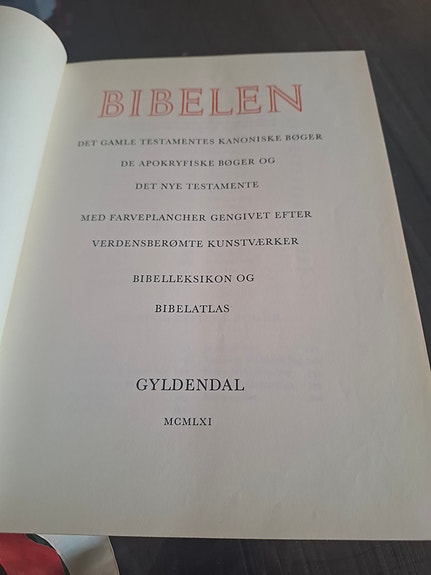 BIBELEN
DET GAMLE TESTAMENTES KANONISKE BØGER
DE APOKRYFISKE BØGER OG
DET NYE TESTAMENTE
MED FARVEPLANCHER GENGIVET EFTER
VERDENSBERØMTE KUNSTVÆRKER
BIBELLEKSIKON OG
BIBELATLAS
GYLDENDAL
MCMLXI